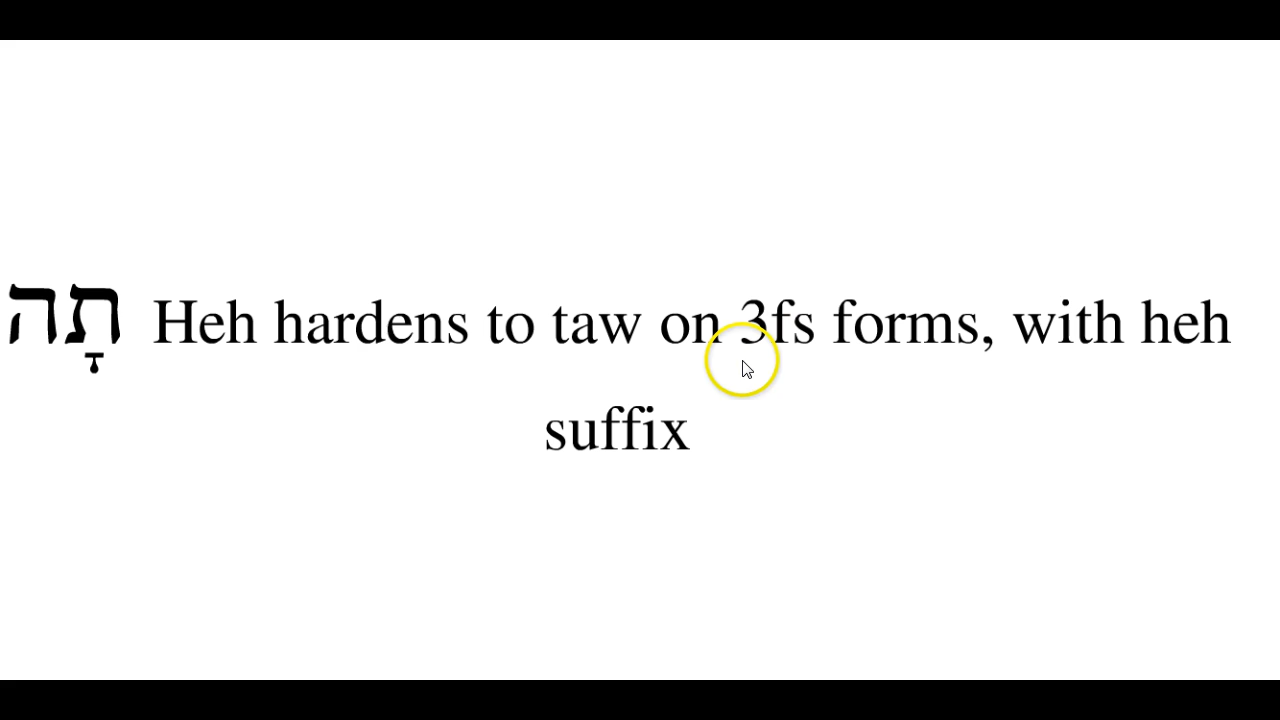 תָה Heh hardens to taw on 3fs forms, with heh
suffix